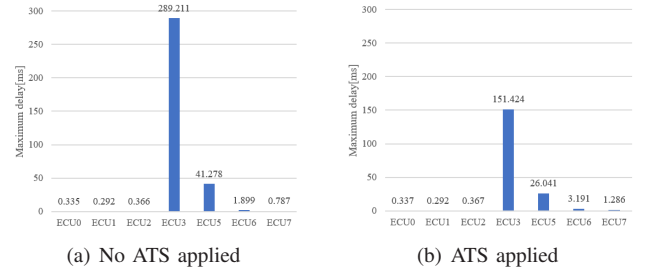 Maximum delay[ms]
300
250
200
150
100
50
0
0.335 0.292 0.366 289.211 41.278 1.899 0.787
ECU0 ECU1 ECU2 ECU3 ECU5 ECU6 ECU7
(a) No ATS applied
Maximum delay[ms]
300
250
200
150
100
50
0
0.337 0.292 0.367 151.424 26.041 3.191 1.286
ECU0 ECU1 ECU2 ECU3 ECU5 ECU6 ECU7
(b) ATS applied